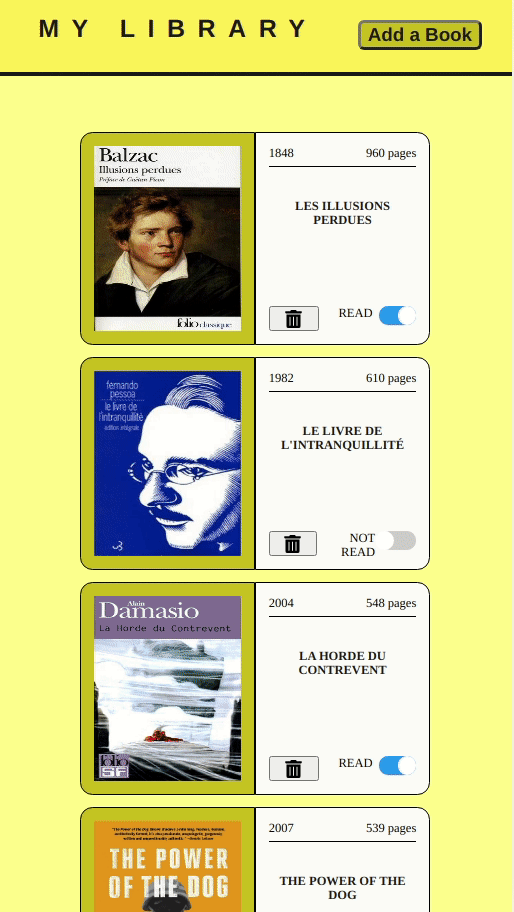 MY LIBRARY
Add a Book
Balzac
Illusions perdues
Préface de Gaëtan Picon
folio classique
1848 960 pages
LES ILLUSIONS
PERDUES
READ
fernando
pessoa
le livre de
l'intranquillité
édition intégrale
1982 610 pages
LE LIVRE DE
L'INTRANQUILLITÉ
NOT
READ
Alain
Damasio
La Horde du Contrevent
2004 548 pages
LA HORDE DU
CONTREVENT
READ
THE POWER
OF THE DOG
2007 539 pages
THE POWER OF THE
DOG